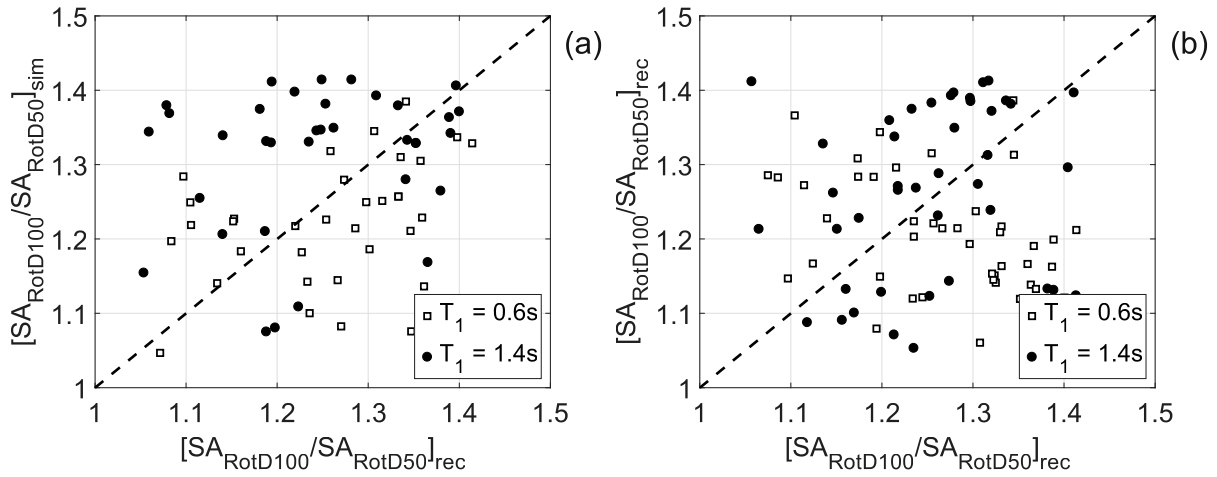 1.5
1.4
1.3
1.2
1.1
1
[SA_RotD100/SA_RotD50]_sim
(a)
T_1 = 0.6s
T_1 = 1.4s
1 1.1 1.2 1.3 1.4 1.5
[SA_RotD100/SA_RotD50]_rec
1.5
1.4
1.3
1.2
1.1
1
[SA_RotD100/SA_RotD50]_rec
(b)
T_1 = 0.6s
T_1 = 1.4s
1 1.1 1.2 1.3 1.4 1.5
[SA_RotD100/SA_RotD50]_rec